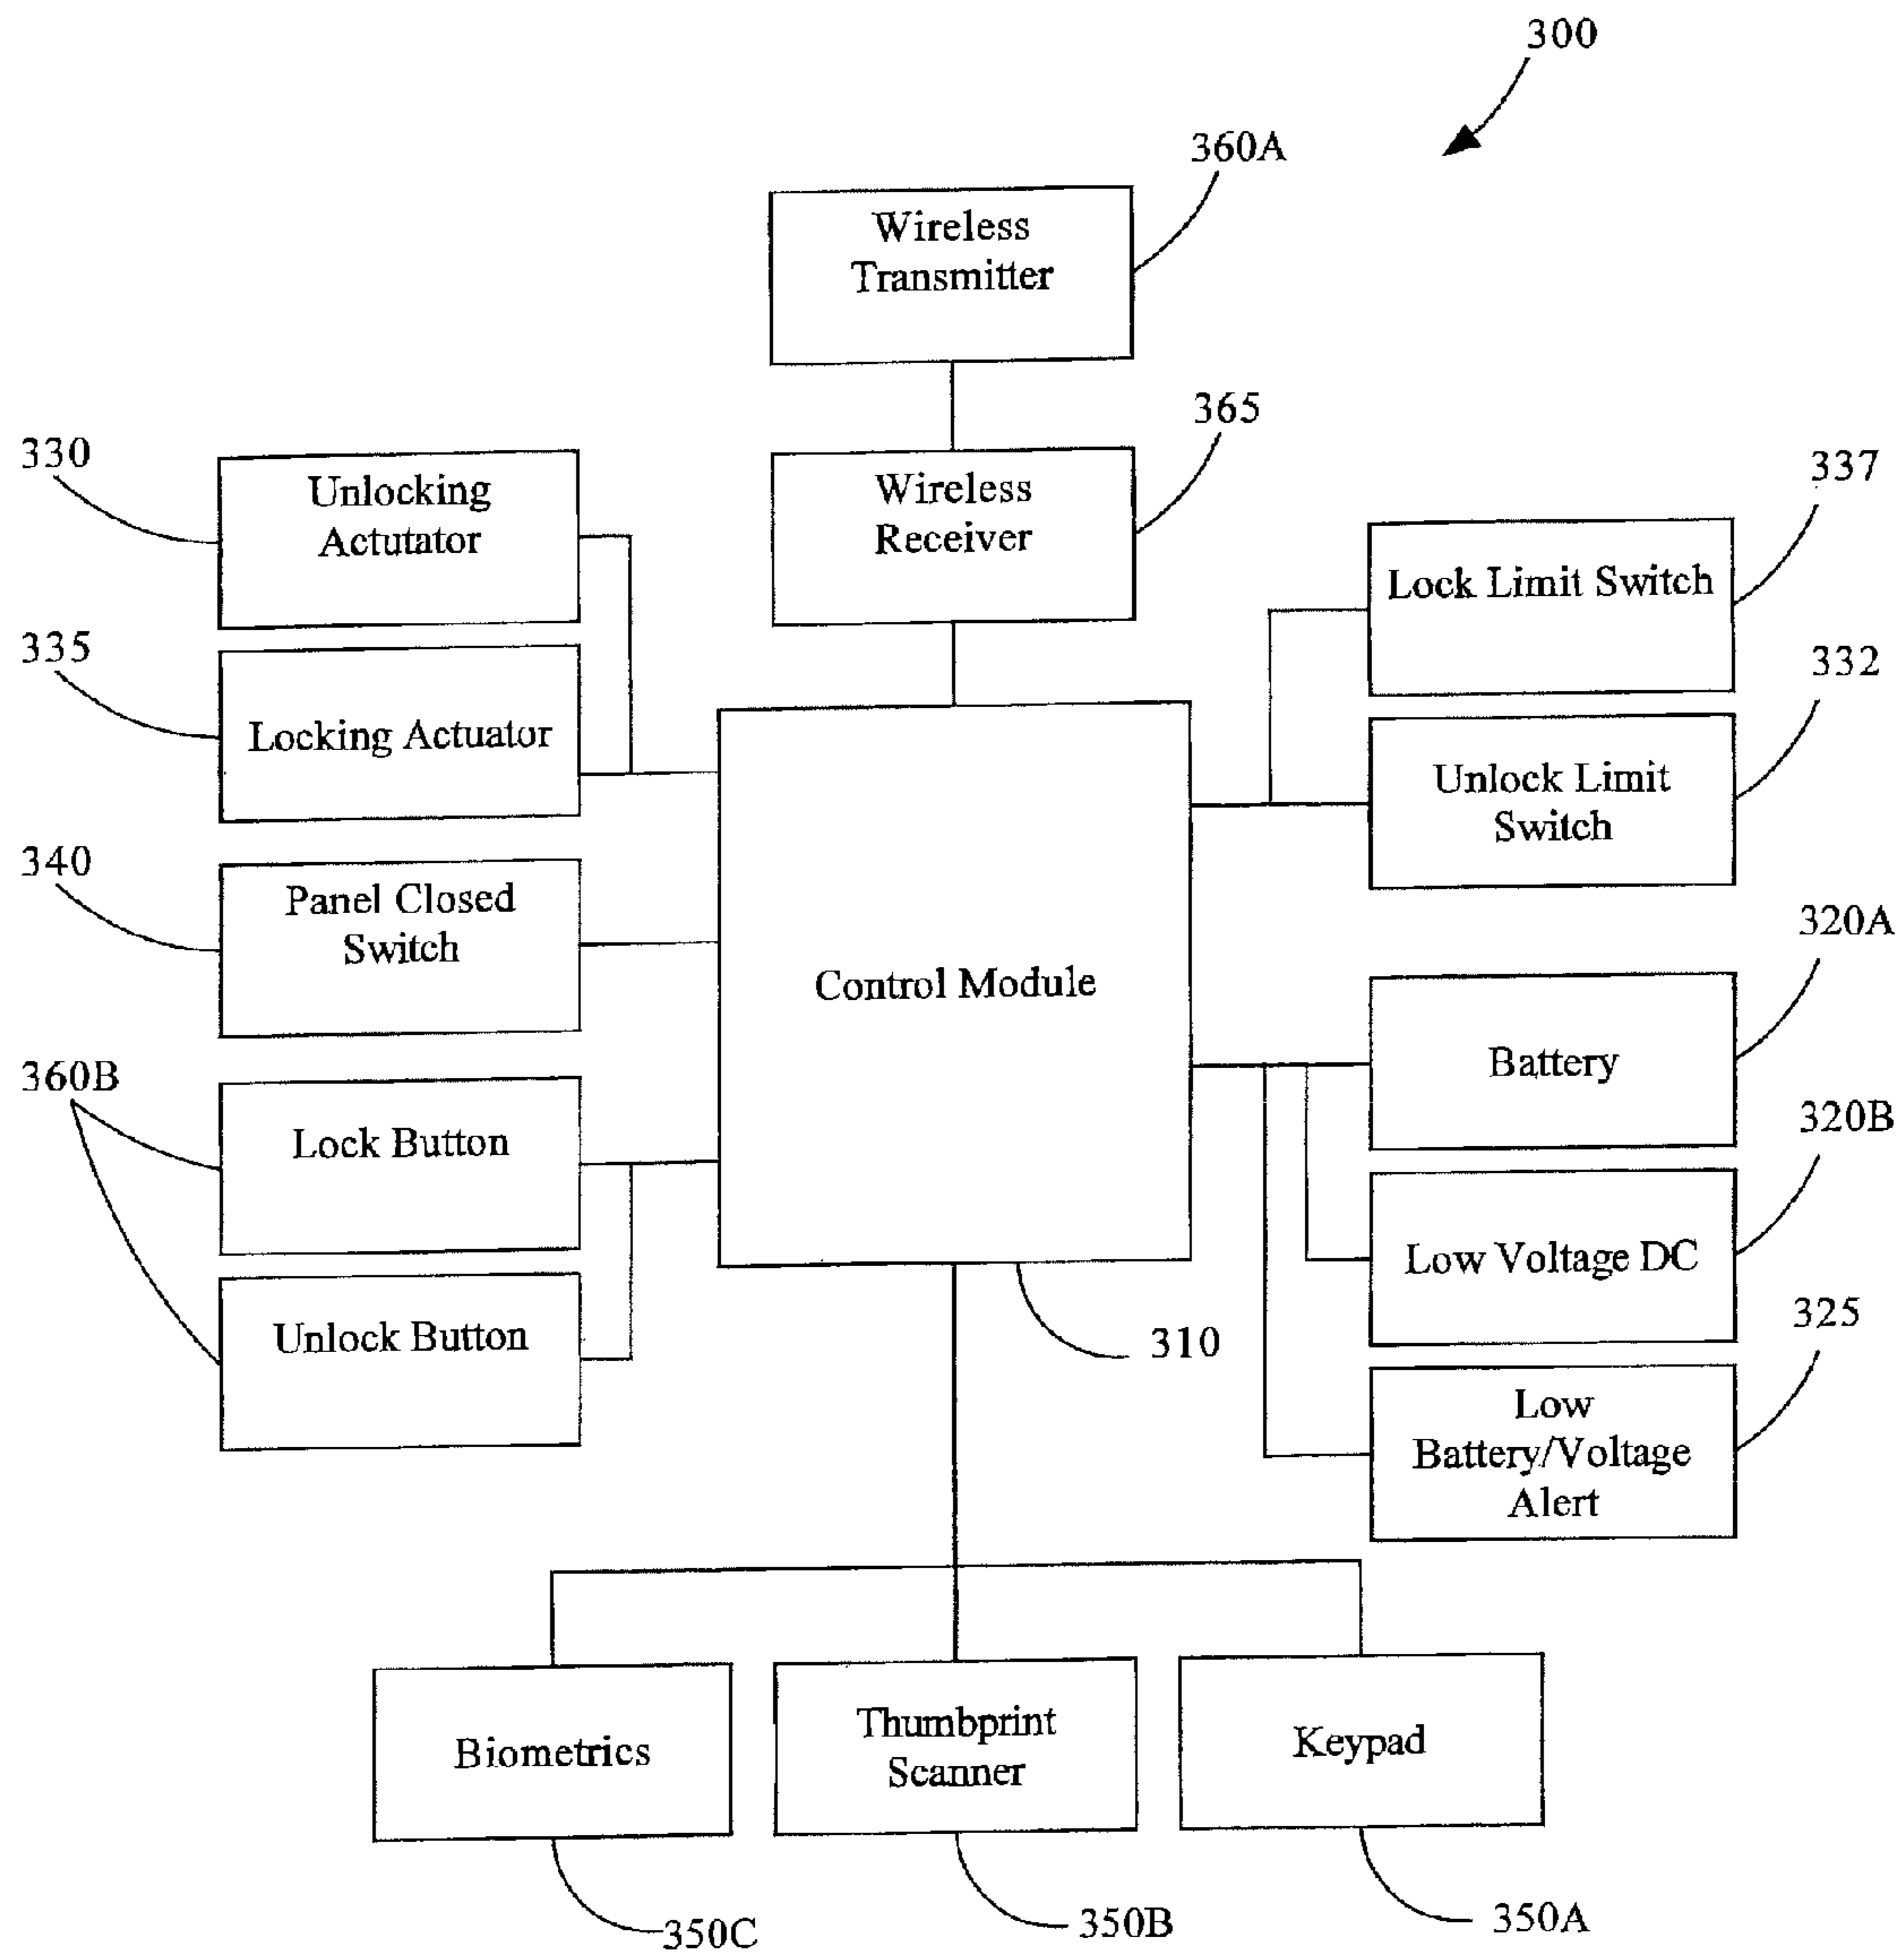 300
360A
Wireless
Transmitter
365
Wireless
Receiver
330
Unlocking
Actutator
337
Lock Limit Switch
335
Locking Actuator
332
Unlock Limit
Switch
340
Panel Closed
Switch
Control Module
320A
Battery
360B
Lock Button
320B
Low Voltage DC
Unlock Button
310
325
Low
Battery/Voltage
Alert
Biometrics
Thumbprint
Scanner
Keypad
350C
350B
350A